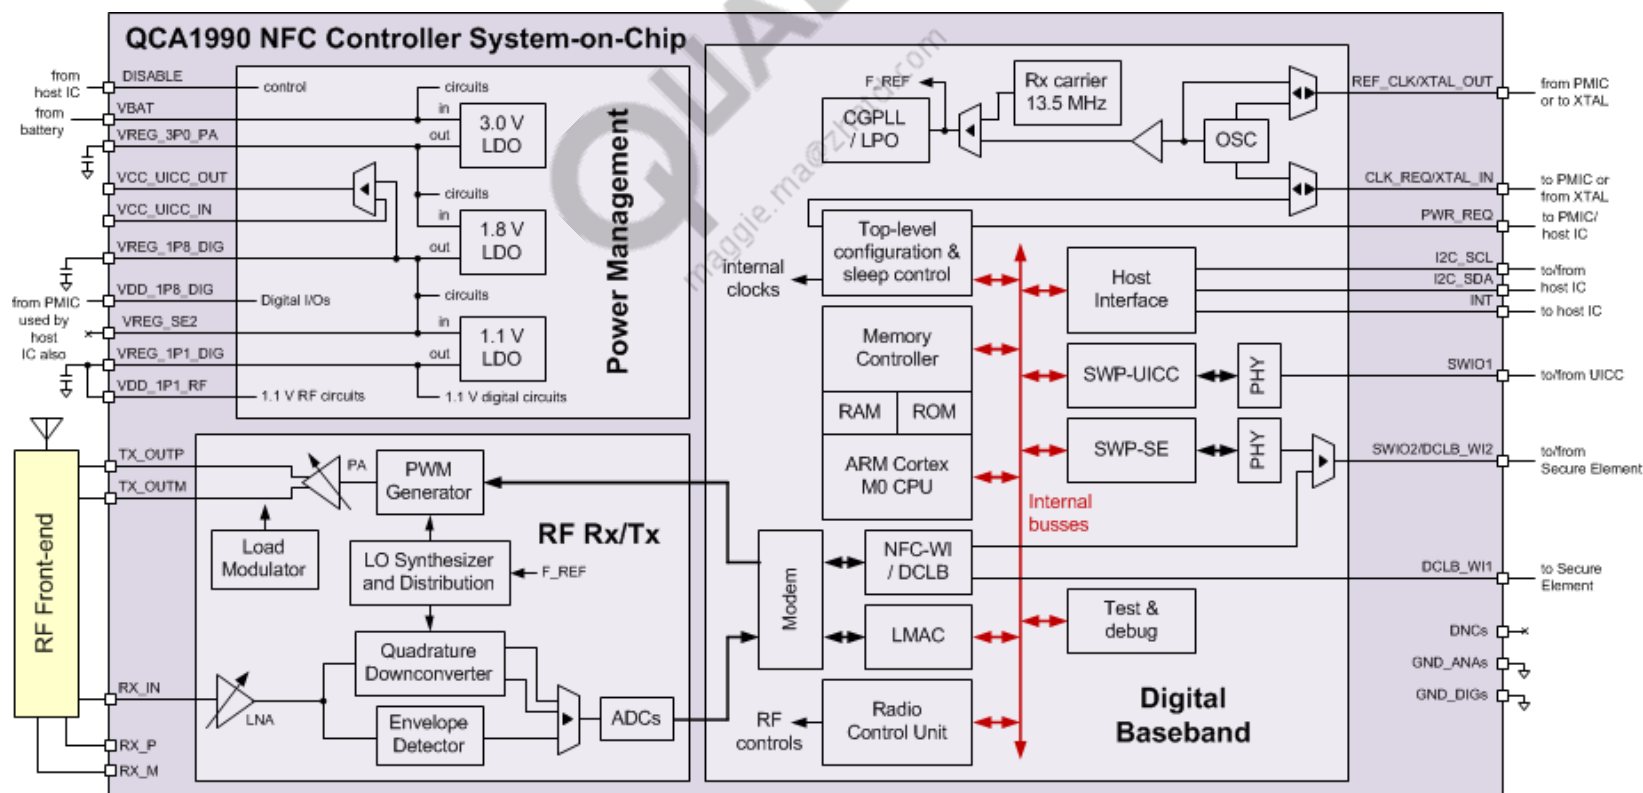 QCA1990 NFC Controller System-on-Chip
QUAL
maggie.ma@zhmtd.com
from
host IC
DISABLE
control
from
battery
VBAT
VREG_3P0_PA
VCC_UICC_OUT
VCC_UICC_IN
VREG_1P8_DIG
VDD_1P8_DIG
Digital I/Os
from PMIC
used by
host
IC also
VREG_SE2
VREG_1P1_DIG
VDD_1P1_RF
1.1 V RF circuits
circuits
in
3.0 V
LDO
out
circuits
in
1.8 V
LDO
out
circuits
in
1.1 V
LDO
out
1.1 V digital circuits
Power Management
RF Front-end
TX_OUTP
TX_OUTM
RX_IN
RX_P
RX_M
PA
PWM
Generator
RF Rx/Tx
Load
Modulator
LO Synthesizer
and Distribution
F_REF
Quadrature
Downconverter
LNA
Envelope
Detector
ADCs
F_REF
Rx carrier
13.5 MHz
CGPLL
/ LPO
OSC
Top-level
configuration &
sleep control
internal
clocks
Host
Interface
Memory
Controller
RAM
ROM
ARM Cortex
M0 CPU
SWP-UICC
PHY
SWP-SE
PHY
Internal
busses
Modem
NFC-WI
/ DCLB
LMAC
Test &
debug
Radio
Control Unit
RF
controls
Digital
Baseband
REF_CLK/XTAL_OUT
from PMIC
or to XTAL
CLK_REQ/XTAL_IN
to PMIC or
from XTAL
PWR_REQ
to PMIC/
host IC
I2C_SCL
I2C_SDA
to/from
host IC
INT
to host IC
SWIO1
to/from UICC
SWIO2/DCLB_WI2
to/from
Secure Element
DCLB_WI1
to Secure
Element
DNCs
GND_ANAs
GND_DIGs